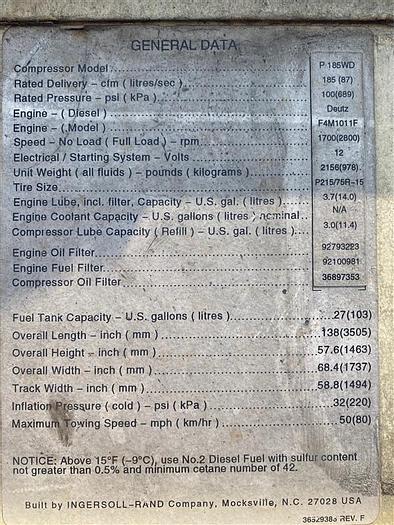 GENERAL DATA
Compressor Model P 185WD
Rated Delivery – cfm ( litres/sec ) 185 (87)
Rated Pressure – psi ( kPa ) 100(689)
Engine – ( Diesel ) Deutz
Engine – ( Model ) F4M1011F
Speed – No Load ( Full Load ) – rpm 1700(2800)
Electrical / Starting System – Volts 12
Unit Weight ( all fluids ) – pounds ( kilograms ) 2156(978)
Tire Size P215/75R-15
Engine Lube, incl. filter, Capacity – U.S. gal. ( litres ) 3.7(14.0)
Engine Coolant Capacity – U.S. gallons ( litres ) nominal N/A
Compressor Lube Capacity ( Refill ) – U.S. gal. ( litres ) 3.0(11.4)
Engine Oil Filter 92793223
Engine Fuel Filter 92100981
Compressor Oil Filter 36897353
Fuel Tank Capacity – U.S. gallons ( litres ) 27(103)
Overall Length – inch ( mm ) 138(3505)
Overall Height – inch ( mm ) 57.6(1463)
Overall Width – inch ( mm ) 68.4(1737)
Track Width – inch ( mm ) 58.8(1494)
Inflation Pressure ( cold ) – psi ( kPa ) 32(220)
Maximum Towing Speed – mph ( km/hr ) 50(80)
NOTICE: Above 15°F (–9°C), use No.2 Diesel Fuel with sulfur content
not greater than 0.5% and minimum cetane number of 42.
Built by INGERSOLL–RAND Company, Mocksville, N.C. 27028 USA
REV. F